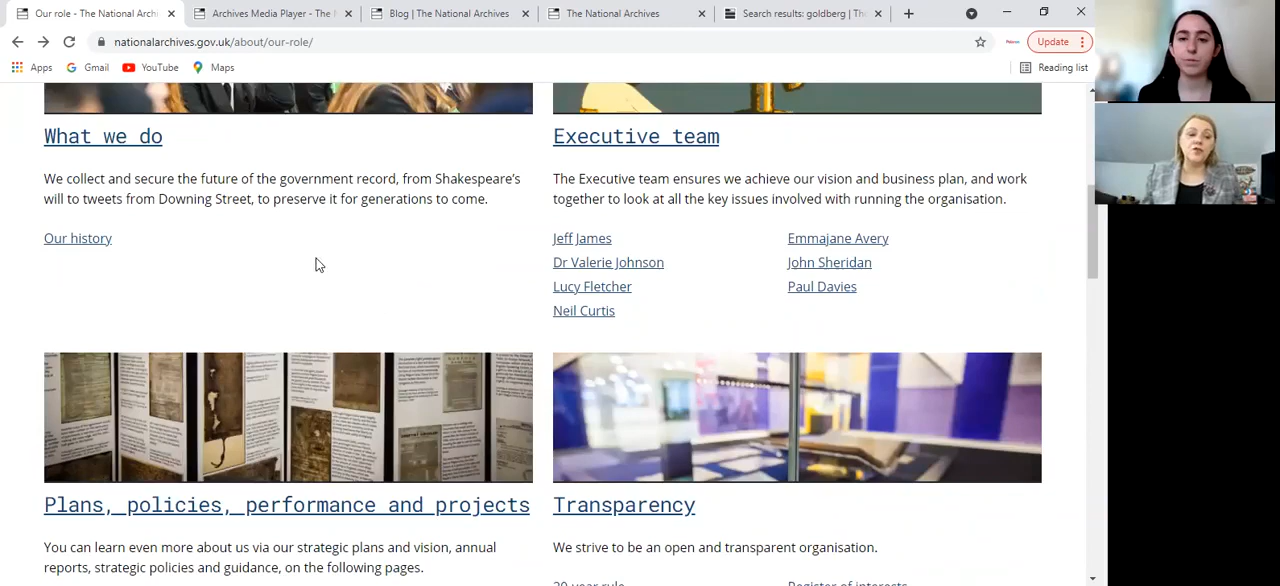 Our role - The National Archi
Archives Media Player - The N
Blog | The National Archives
The National Archives
Search results: goldberg | Th
nationalarchives.gov.uk/about/our-role/
Update
Apps
Gmail
YouTube
Maps
Reading list
What we do
We collect and secure the future of the government record, from Shakespeare's
will to tweets from Downing Street, to preserve it for generations to come.
Our history
Executive team
The Executive team ensures we achieve our vision and business plan, and work
together to look at all the key issues involved with running the organisation.
Jeff James
Emmajane Avery
Dr Valerie Johnson
John Sheridan
Lucy Fletcher
Paul Davies
Neil Curtis
Plans, policies, performance and projects
You can learn even more about us via our strategic plans and vision, annual
reports, strategic policies and guidance, on the following pages.
Transparency
We strive to be an open and transparent organisation.
20-year rule
Register of interests